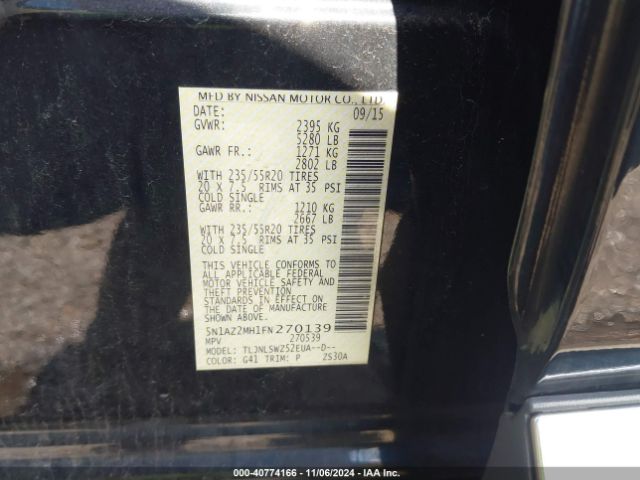 MFD BY NISSAN MOTOR CO., LTD.
DATE: 09/15
GVWR: 2395 KG
5280 LB
GAWR FR.: 1271 KG
2802 LB
WITH 235/55R20 TIRES
20 X 7.5 RIMS AT 35 PSI
COLD SINGLE
GAWR RR.: 1210 KG
2667 LB
WITH 235/55R20 TIRES
20 X 7.5 RIMS AT 35 PSI
COLD SINGLE
THIS VEHICLE CONFORMS TO
ALL APPLICABLE FEDERAL
MOTOR VEHICLE SAFETY AND
THEFT PREVENTION
STANDARDS IN EFFECT ON
THE DATE OF MANUFACTURE
SHOWN ABOVE
5N1AZ2MH1FN270139
MPV 270539
MODEL: TLJNLSWZ52EUA--D--
COLOR: G41 TRIM: P ZS30A
000-40774166 - 11/06/2024 - IAA Inc.